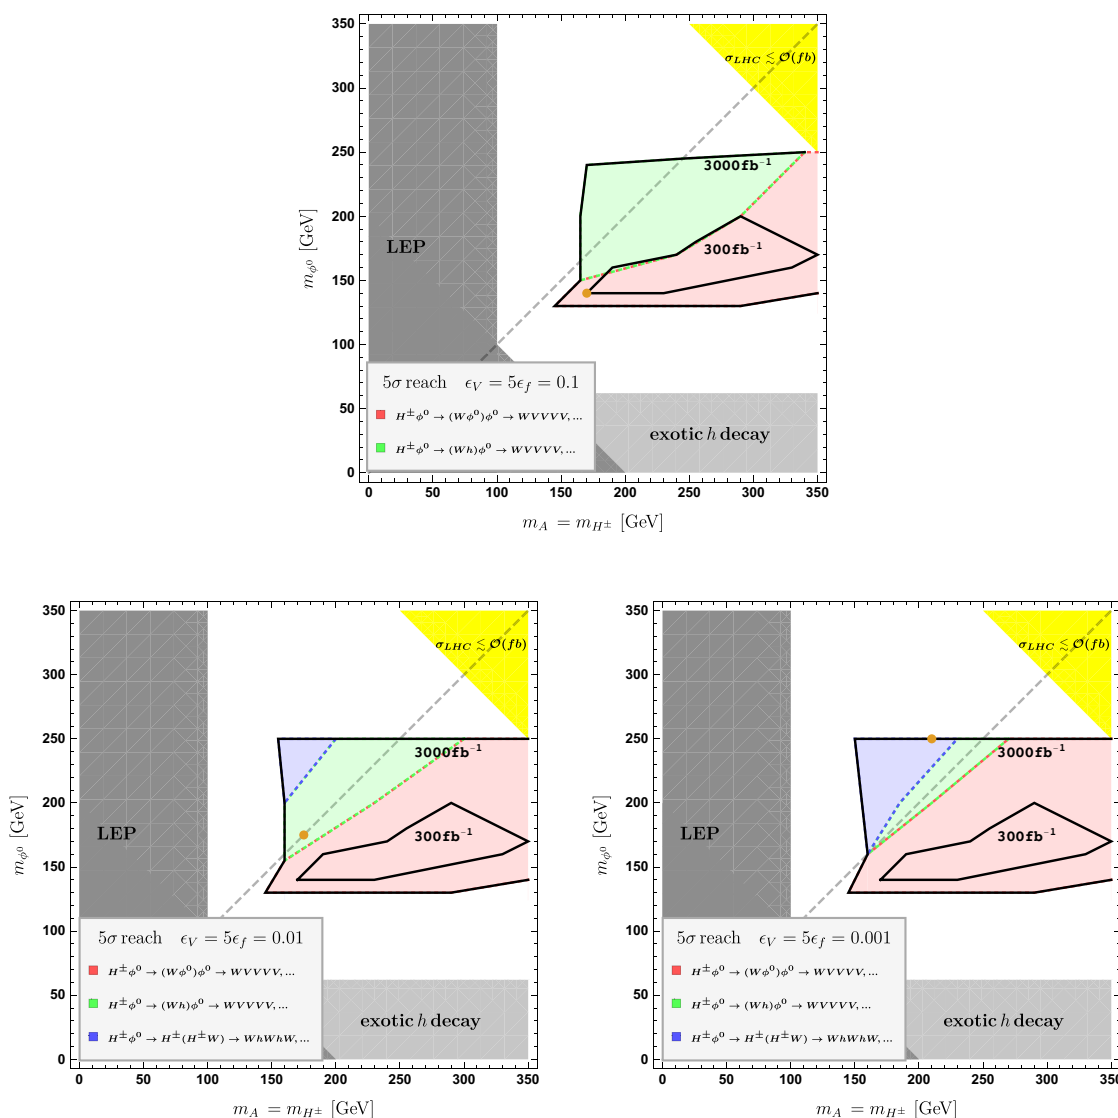 350
300
250
200
150
100
50
0
m_{ϕ^0} [GeV]
σ_{LHC} ≲ 𝒪(fb)
3000fb⁻¹
300fb⁻¹
LEP
5σ reach ϵ_V = 5ϵ_f = 0.1
H^±ϕ^0 → (Wϕ^0)ϕ^0 → WVVVV,...
H^±ϕ^0 → (Wh)ϕ^0 → WVVVV,...
exotic h decay
0 50 100 150 200 250 300 350
m_A = m_{H^±} [GeV]
350
300
250
200
150
100
50
0
m_{ϕ^0} [GeV]
σ_{LHC} ≲ 𝒪(fb)
3000fb⁻¹
300fb⁻¹
LEP
5σ reach ϵ_V = 5ϵ_f = 0.01
H^±ϕ^0 → (Wϕ^0)ϕ^0 → WVVVV,...
H^±ϕ^0 → (Wh)ϕ^0 → WVVVV,...
H^±ϕ^0 → H^±(H^±W) → WhWhW,...
exotic h decay
0 50 100 150 200 250 300 350
m_A = m_{H^±} [GeV]
350
300
250
200
150
100
50
0
m_{ϕ^0} [GeV]
σ_{LHC} ≲ 𝒪(fb)
3000fb⁻¹
300fb⁻¹
LEP
5σ reach ϵ_V = 5ϵ_f = 0.001
H^±ϕ^0 → (Wϕ^0)ϕ^0 → WVVVV,...
H^±ϕ^0 → (Wh)ϕ^0 → WVVVV,...
H^±ϕ^0 → H^±(H^±W) → WhWhW,...
exotic h decay
0 50 100 150 200 250 300 350
m_A = m_{H^±} [GeV]